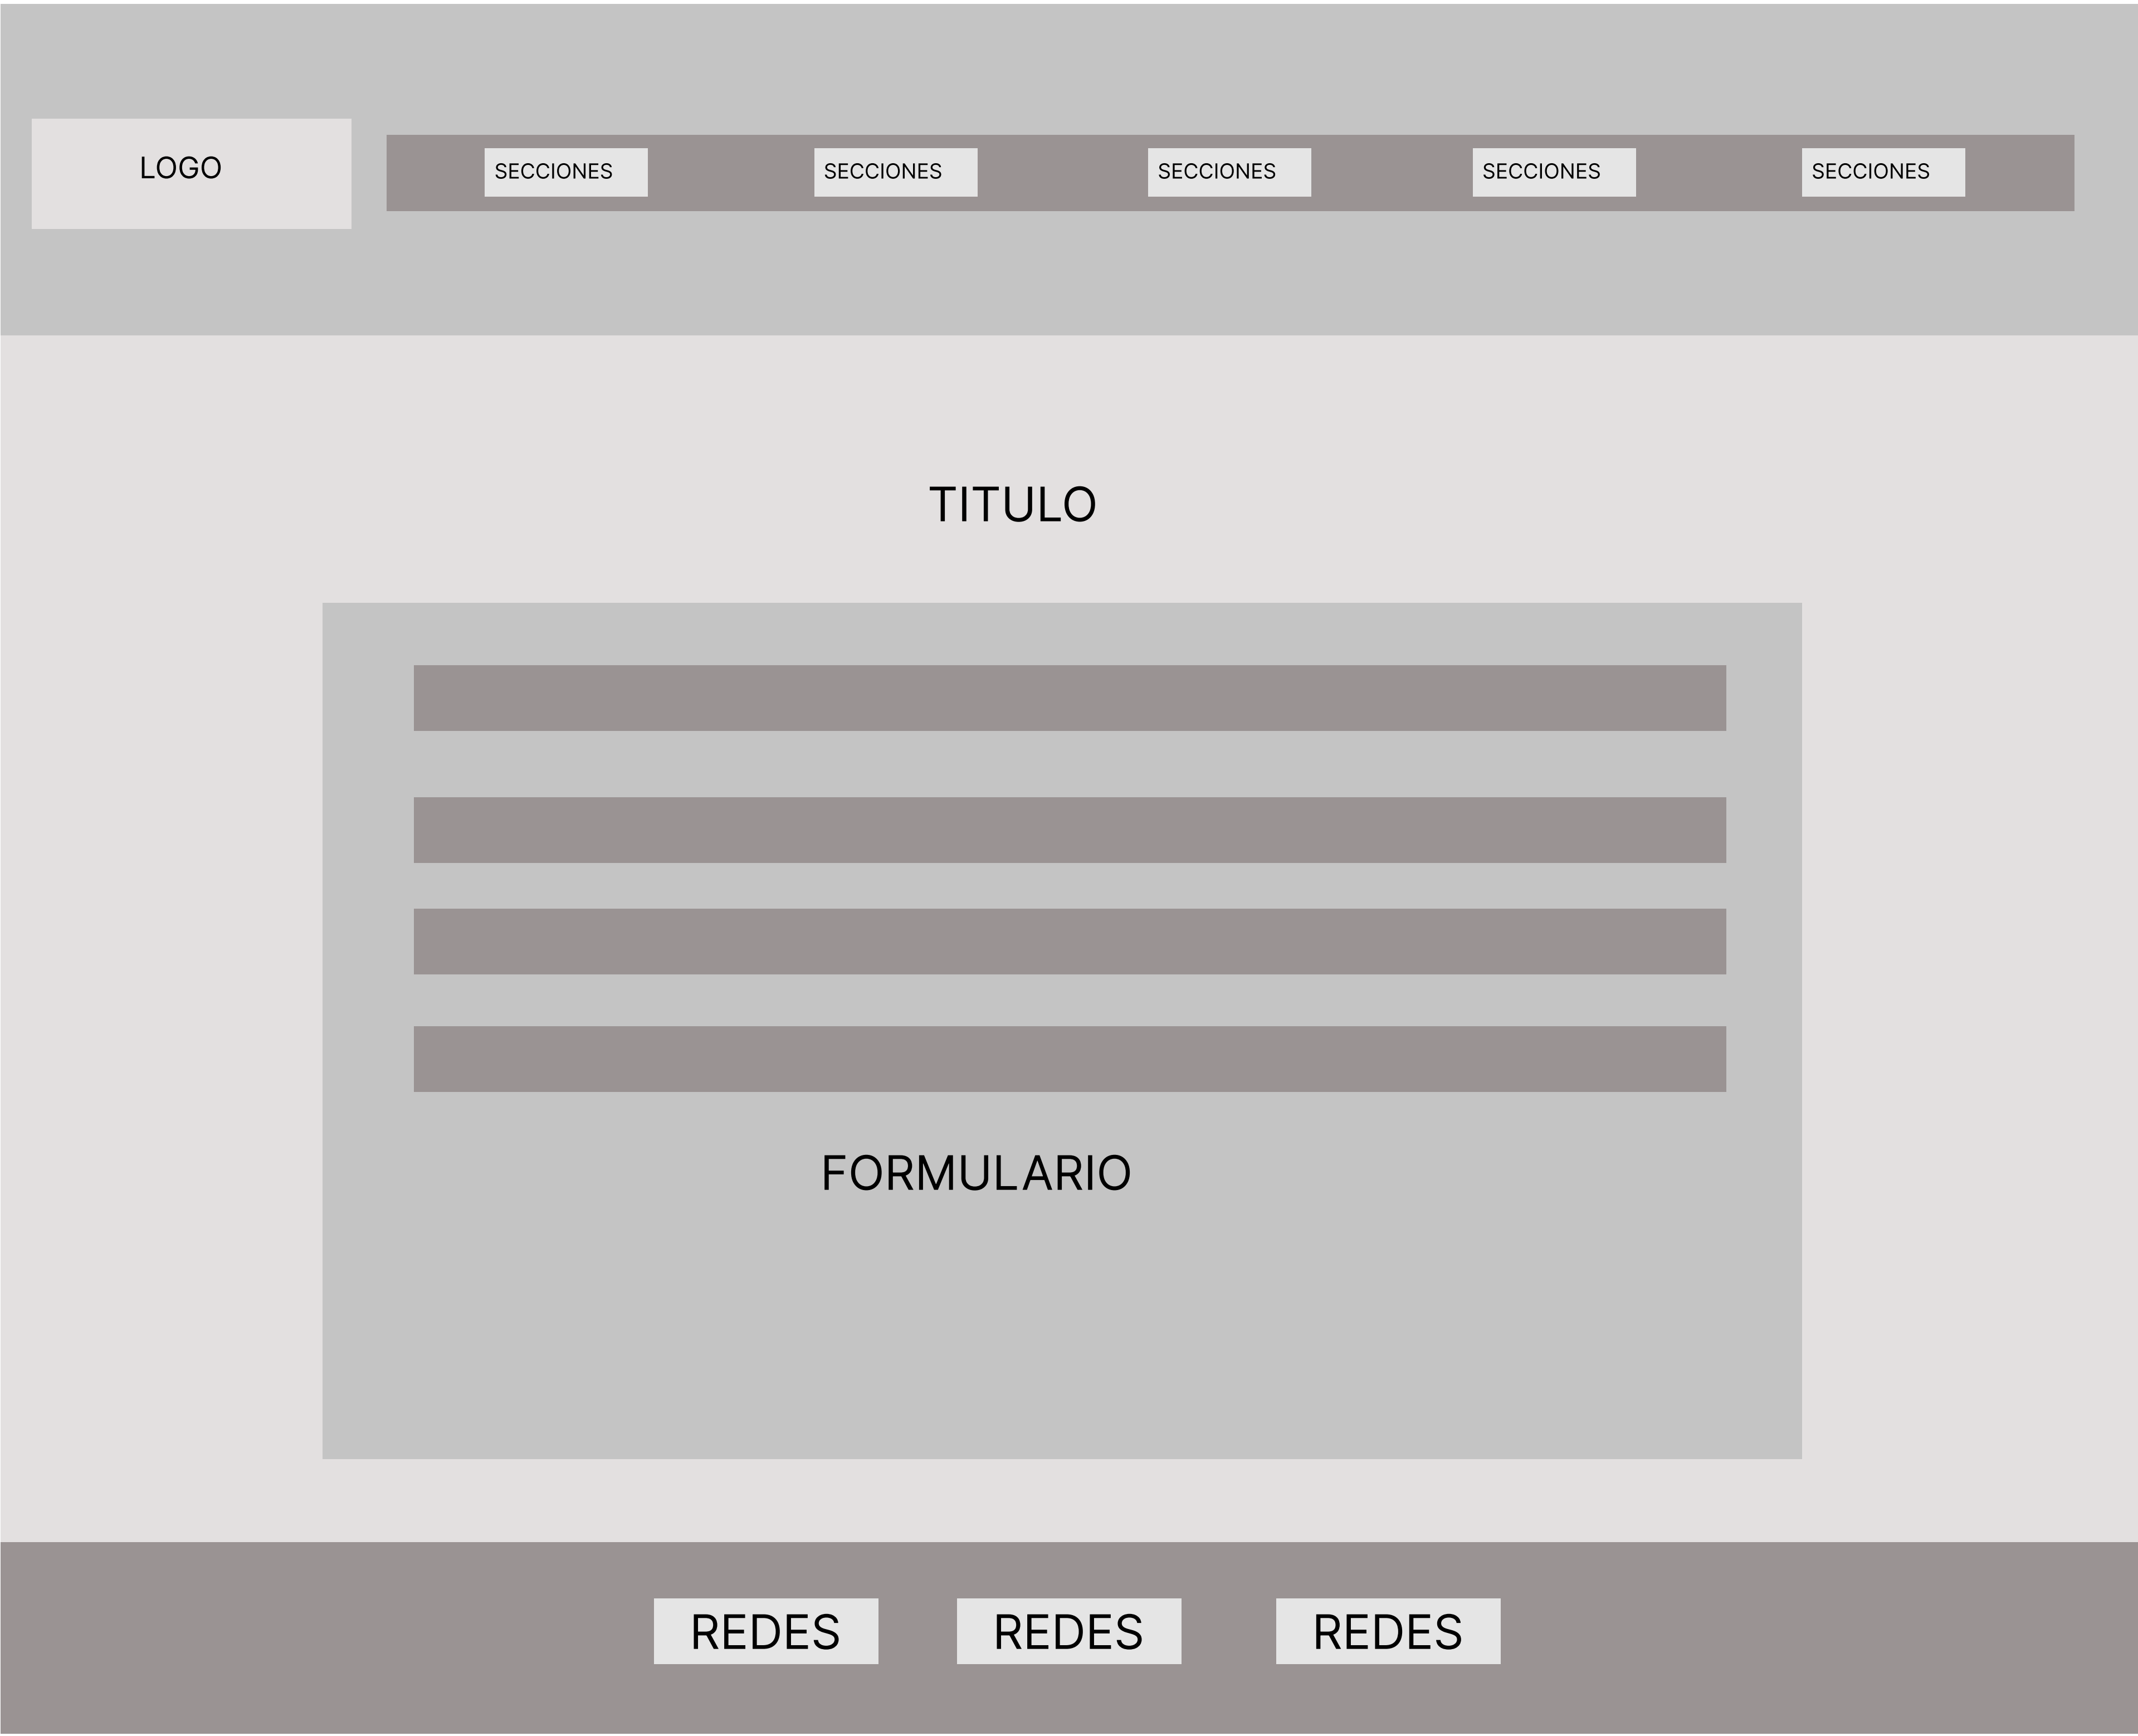 LOGO
SECCIONES SECCIONES SECCIONES SECCIONES SECCIONES
TITULO
FORMULARIO
REDES REDES REDES